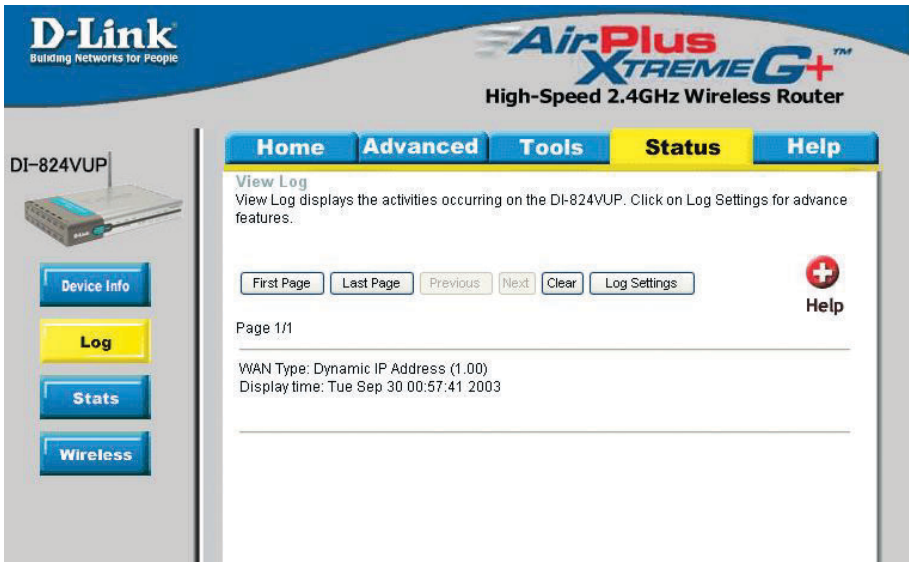 D-Link
Building Networks for People
AirPlus
XTREME G+™
High-Speed 2.4GHz Wireless Router
DI-824VUP
Home
Advanced
Tools
Status
Help
Device Info
Log
Stats
Wireless
View Log
View Log displays the activities occurring on the DI-824VUP. Click on Log Settings for advance
features.
First Page
Last Page
Previous
Next
Clear
Log Settings
Help
Page 1/1
WAN Type: Dynamic IP Address (1.00)
Display time: Tue Sep 30 00:57:41 2003